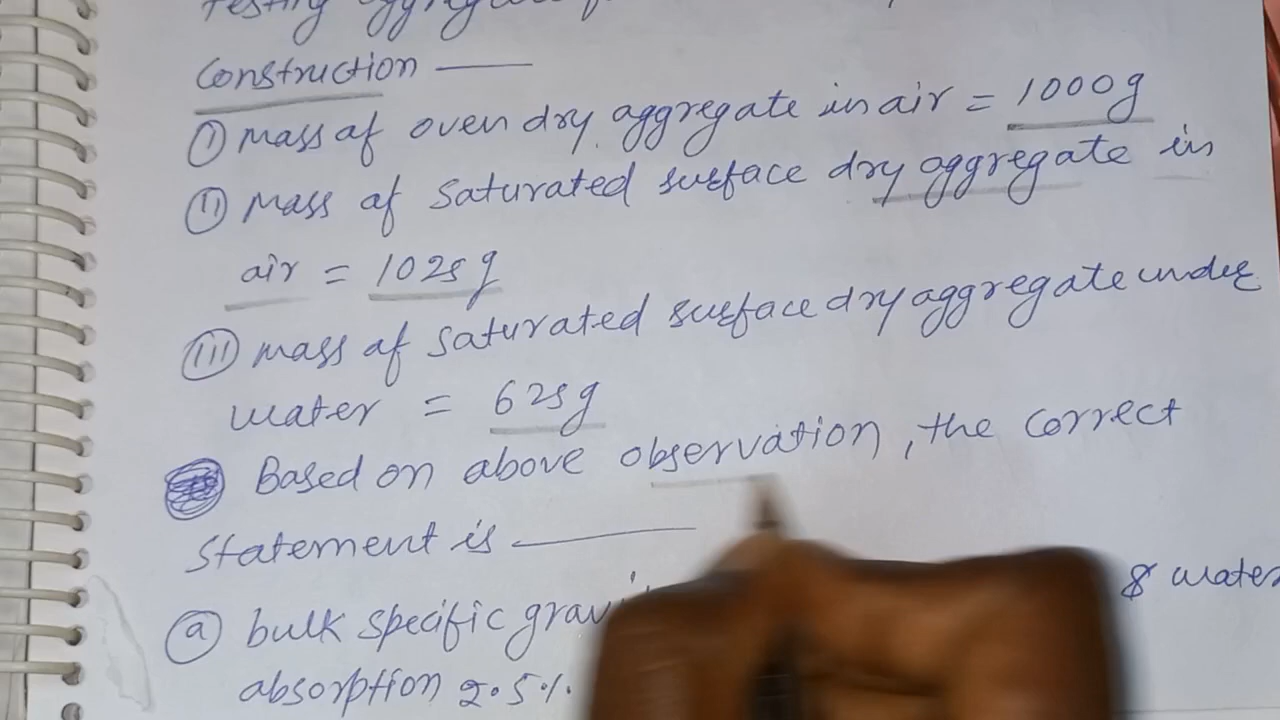 Testing aggregate
Construction —
(i) Mass of oven dry aggregate in air = 1000g
(ii) Mass of saturated surface dry aggregate in
air = 1025g
(iii) mass of saturated surface dry aggregate under
water = 625g
Based on above observation, the correct
statement is —
(a) bulk specific & water
absorption 2.5%.